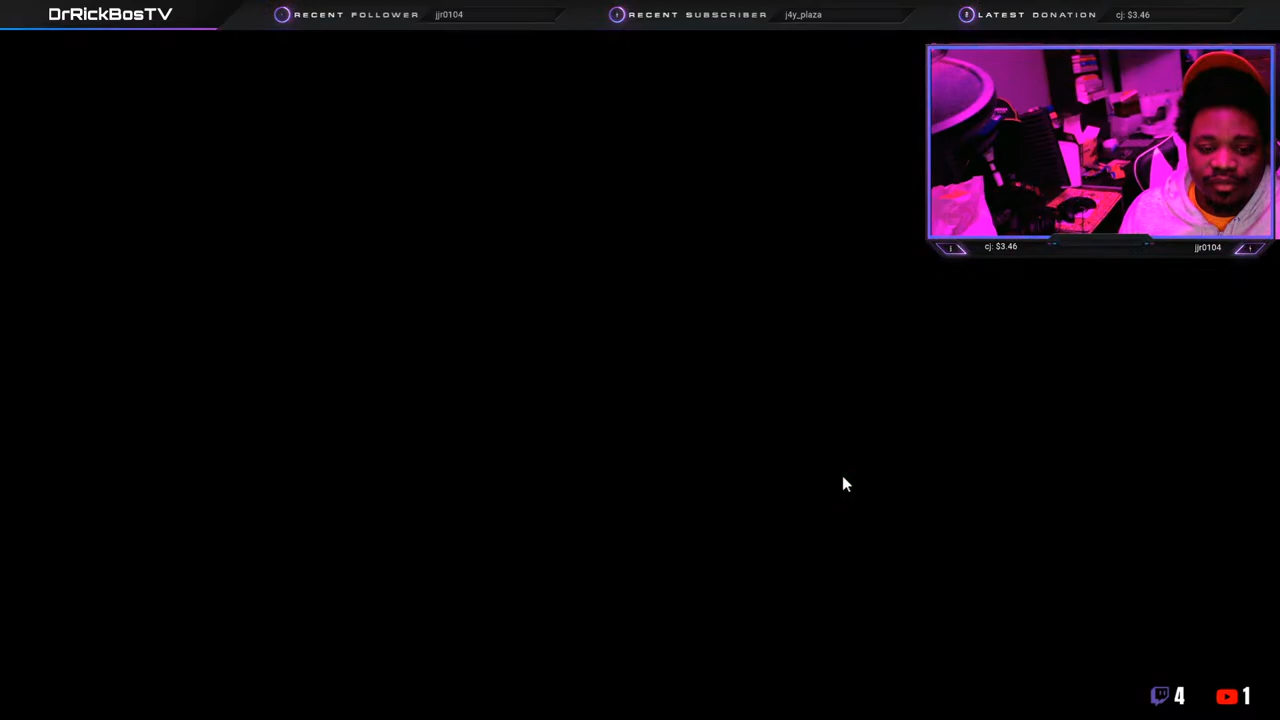 DrRickBosTV
RECENT FOLLOWER jjr0104
RECENT SUBSCRIBER j4y_plaza
LATEST DONATION cj: $3.46
cj: $3.46
jjr0104
4
1